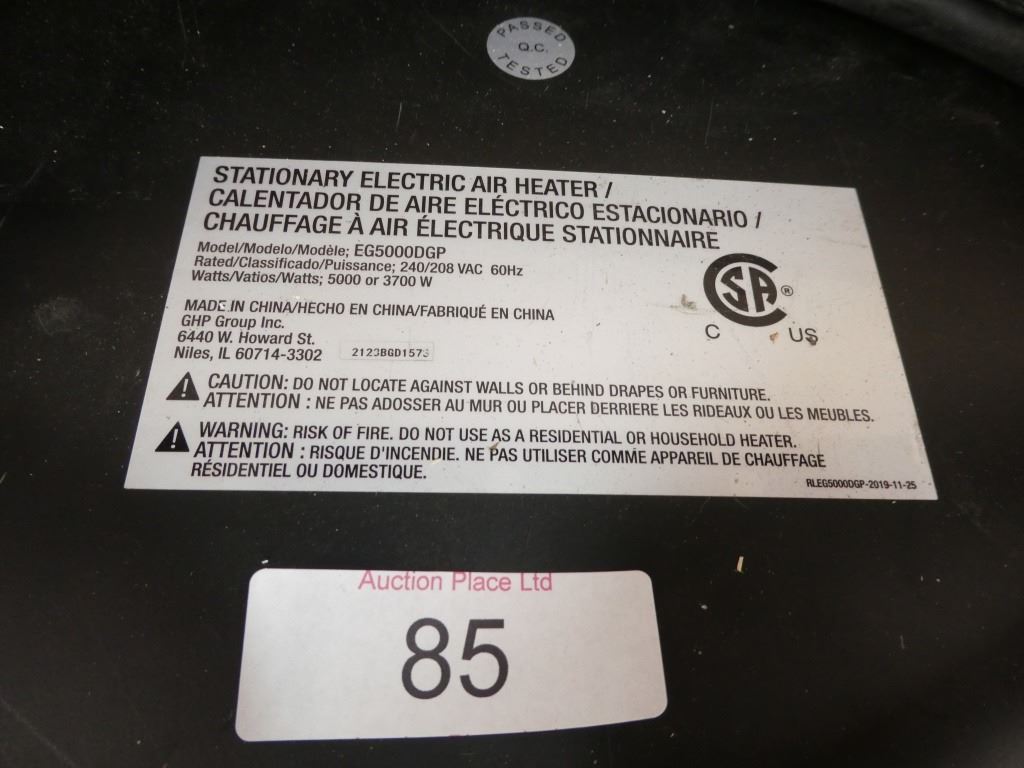 PASSED
Q.C.
TESTED
STATIONARY ELECTRIC AIR HEATER /
CALENTADOR DE AIRE ELÉCTRICO ESTACIONARIO /
CHAUFFAGE À AIR ÉLECTRIQUE STATIONNAIRE
Model/Modelo/Modèle; EG5000DGP
Rated/Classificado/Puissance; 240/208 VAC 60Hz
Watts/Vatios/Watts; 5000 or 3700 W
MADE IN CHINA/HECHO EN CHINA/FABRIQUÉ EN CHINA
GHP Group Inc.
6440 W. Howard St.
Niles, IL 60714-3302
CSA®
C US
CAUTION: DO NOT LOCATE AGAINST WALLS OR BEHIND DRAPES OR FURNITURE.
ATTENTION : NE PAS ADOSSER AU MUR OU PLACER DERRIERE LES RIDEAUX OU LES MEUBLES.
WARNING: RISK OF FIRE. DO NOT USE AS A RESIDENTIAL OR HOUSEHOLD HEATER.
ATTENTION : RISQUE D'INCENDIE. NE PAS UTILISER COMME APPAREIL DE CHAUFFAGE
RÉSIDENTIEL OU DOMESTIQUE.
RLEG5000DGP-2019-11-25
Auction Place Ltd
85